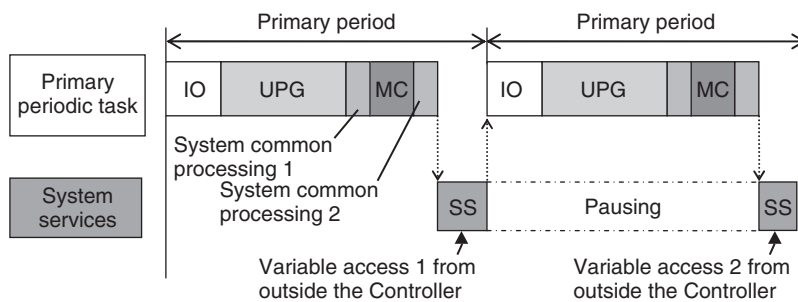 Primary period
Primary period
Primary
periodic task
IO
UPG
MC
IO
UPG
MC
System common
processing 1
System common
processing 2
System
services
SS
Pausing
SS
Variable access 1 from
outside the Controller
Variable access 2 from
outside the Controller